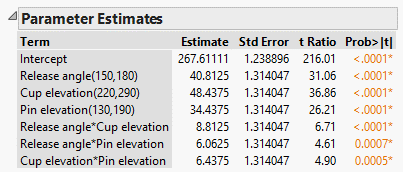 Parameter Estimates
Term Estimate Std Error t Ratio Prob>|t|
Intercept 267.61111 1.238896 216.01 <.0001*
Release angle(150,180) 40.8125 1.314047 31.06 <.0001*
Cup elevation(220,290) 48.4375 1.314047 36.86 <.0001*
Pin elevation(130,190) 34.4375 1.314047 26.21 <.0001*
Release angle*Cup elevation 8.8125 1.314047 6.71 <.0001*
Release angle*Pin elevation 6.0625 1.314047 4.61 0.0007*
Cup elevation*Pin elevation 6.4375 1.314047 4.90 0.0005*